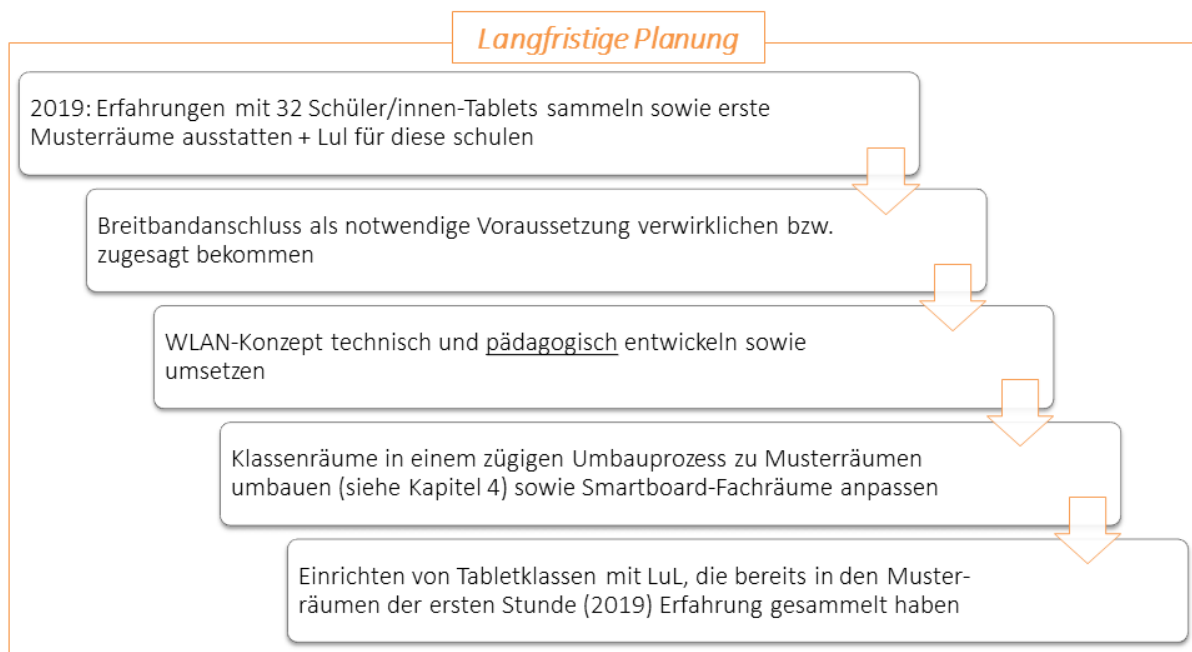 Langfristige Planung
2019: Erfahrungen mit 32 Schüler/innen-Tablets sammeln sowie erste
Musterräume ausstatten + Lul für diese schulen
Breitbandanschluss als notwendige Voraussetzung verwirklichen bzw.
zugesagt bekommen
WLAN-Konzept technisch und pädagogisch entwickeln sowie
umsetzen
Klassenräume in einem zügigen Umbauprozess zu Musterräumen
umbauen (siehe Kapitel 4) sowie Smartboard-Fachräume anpassen
Einrichten von Tabletklassen mit LuL, die bereits in den Muster-
räumen der ersten Stunde (2019) Erfahrung gesammelt haben